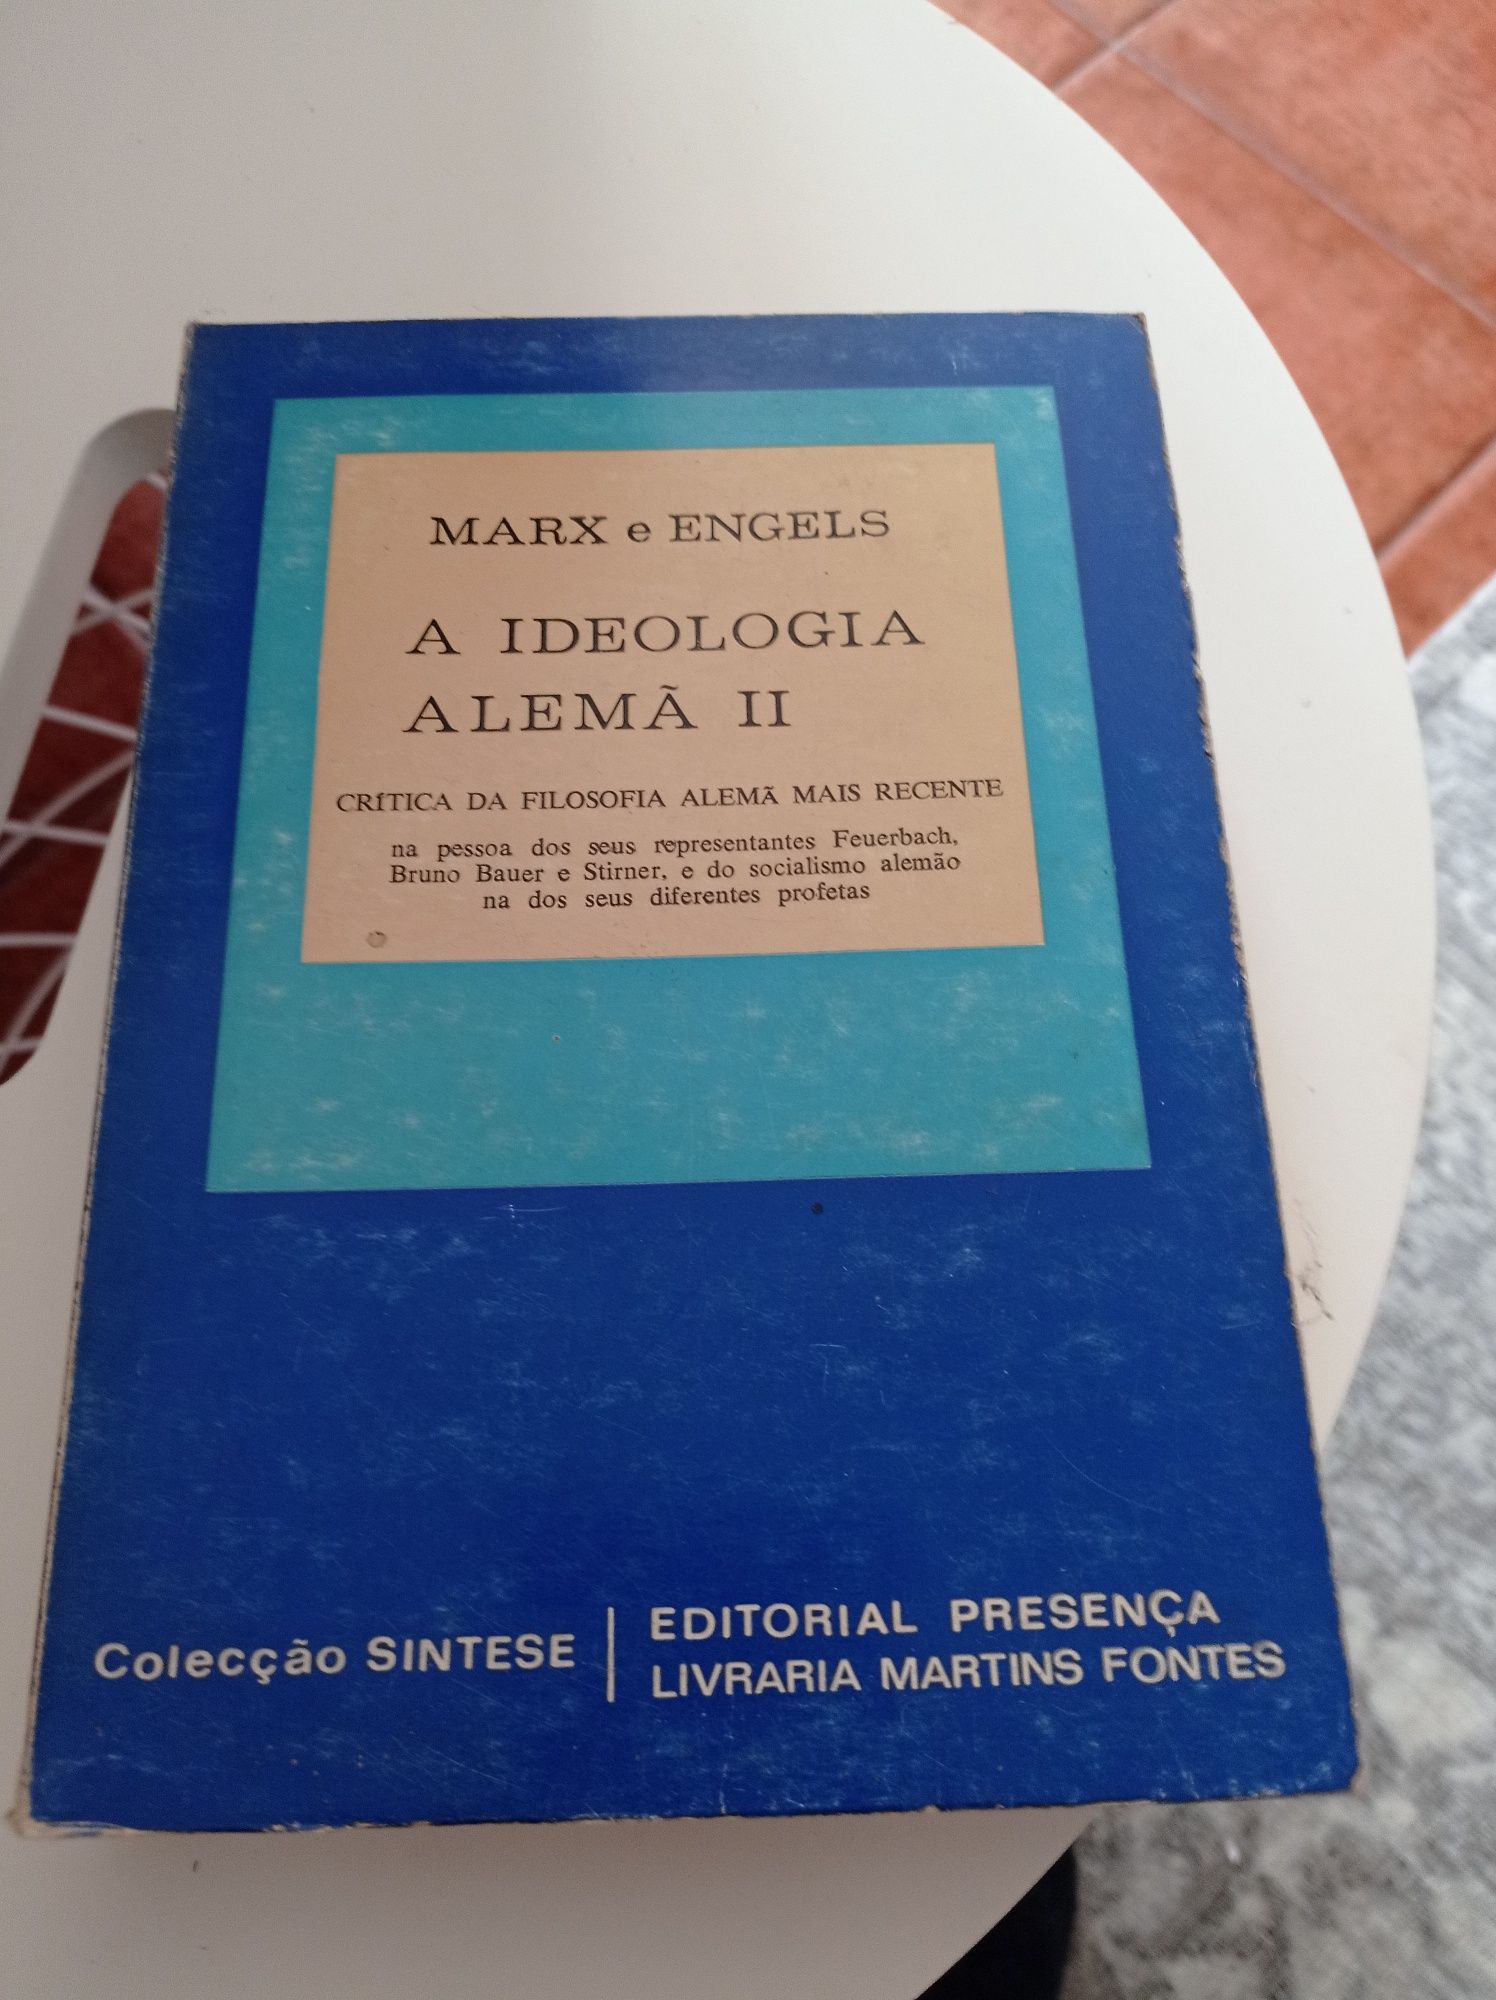 MARX e ENGELS
A IDEOLOGIA
ALEMÃ II
CRÍTICA DA FILOSOFIA ALEMÃ MAIS RECENTE
na pessoa dos seus representantes Feuerbach,
Bruno Bauer e Stirner, e do socialismo alemão
na dos seus diferentes profetas
Colecção SINTESE
EDITORIAL PRESENÇA
LIVRARIA MARTINS FONTES